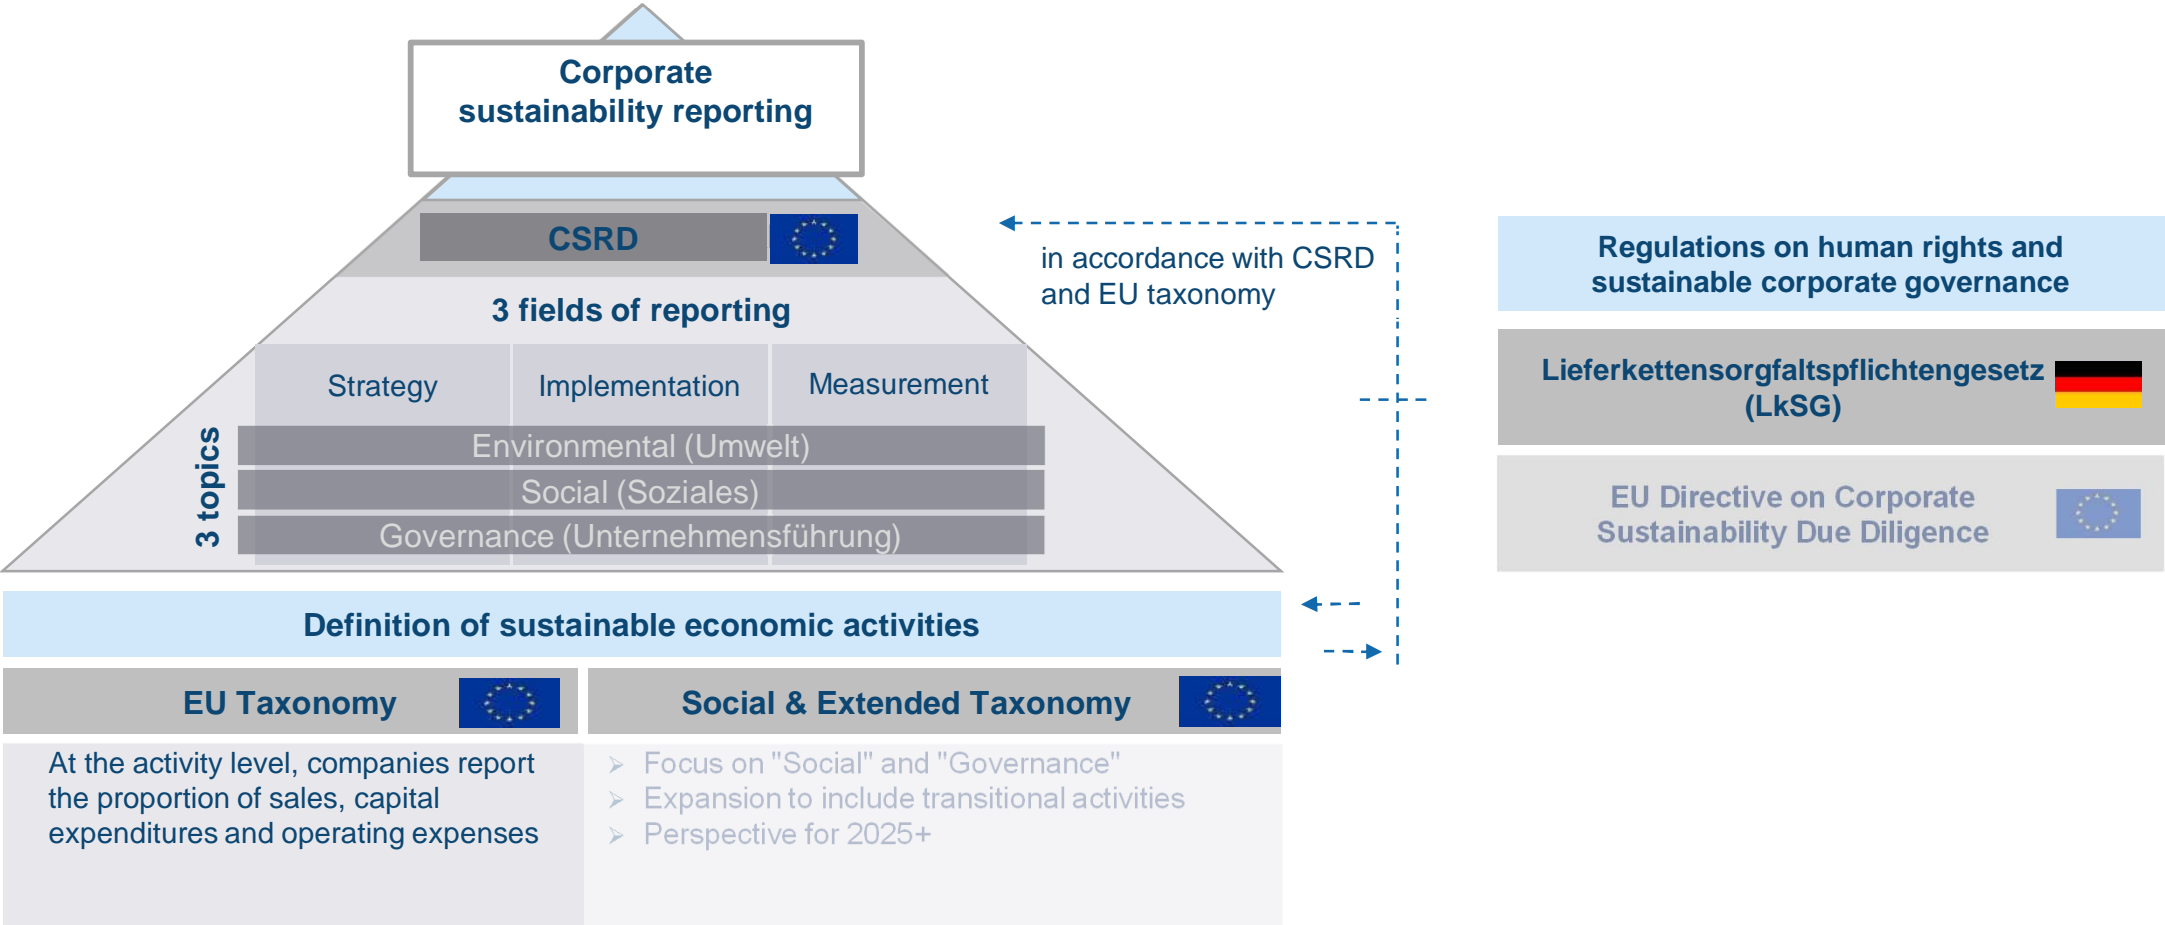 Corporate
sustainability reporting
CSRD
3 fields of reporting
Strategy
Implementation
Measurement
3 topics
Environmental (Umwelt)
Social (Soziales)
Governance (Unternehmensführung)
in accordance with CSRD
and EU taxonomy
Regulations on human rights and
sustainable corporate governance
Lieferkettensorgfaltspflichtengesetz
(LkSG)
EU Directive on Corporate
Sustainability Due Diligence
Definition of sustainable economic activities
EU Taxonomy
At the activity level, companies report
the proportion of sales, capital
expenditures and operating expenses
Social & Extended Taxonomy
➢ Focus on "Social" and "Governance"
➢ Expansion to include transitional activities
➢ Perspective for 2025+